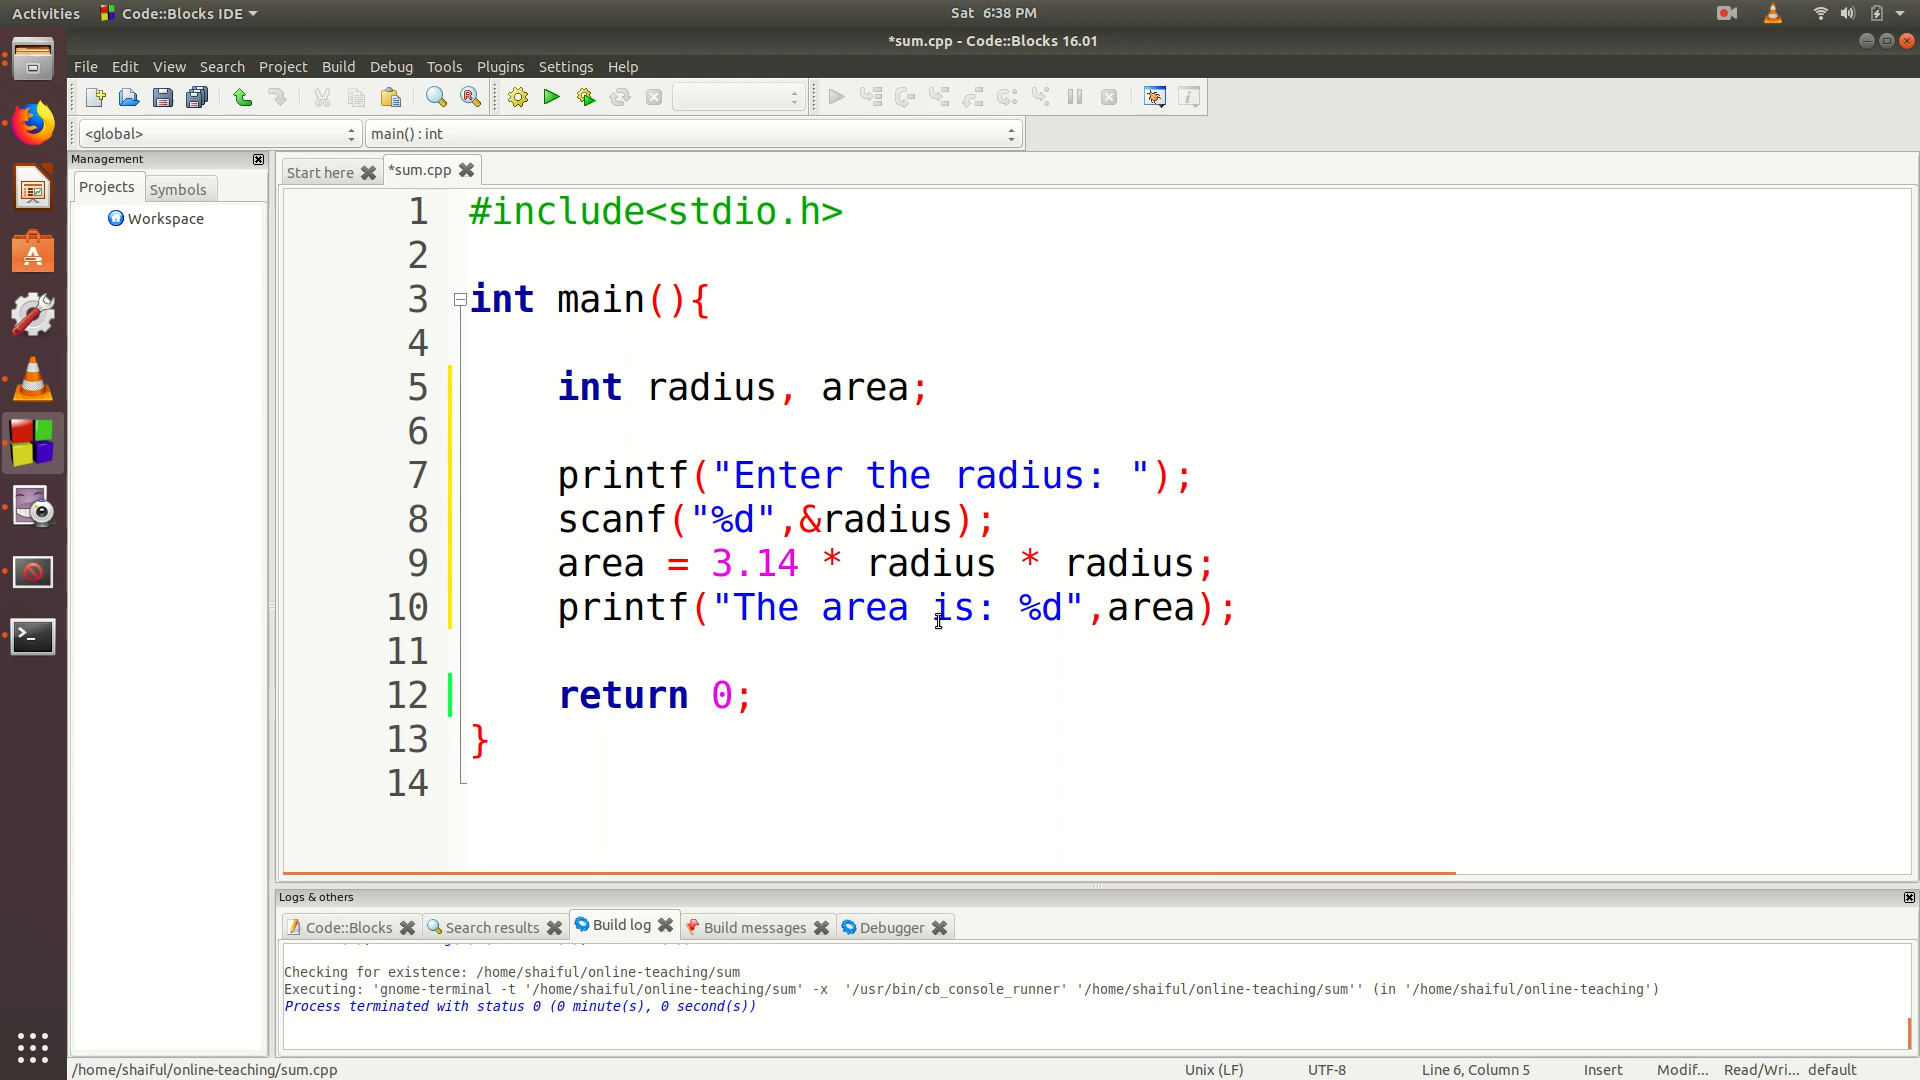 Activities Code::Blocks IDE Sat 6:38 PM
*sum.cpp - Code::Blocks 16.01
File Edit View Search Project Build Debug Tools Plugins Settings Help
<global> main() : int
Management
Projects Symbols
Workspace
Start here *sum.cpp
1 #include<stdio.h>
2
3 int main(){
4
5 int radius, area;
6
7 printf("Enter the radius: ");
8 scanf("%d",&radius);
9 area = 3.14 * radius * radius;
10 printf("The area is: %d",area);
11
12 return 0;
13 }
14
Logs & others
Code::Blocks Search results Build log Build messages Debugger
Checking for existence: /home/shaiful/online-teaching/sum
Executing: 'gnome-terminal -t '/home/shaiful/online-teaching/sum' -x '/usr/bin/cb_console_runner' '/home/shaiful/online-teaching/sum'' (in '/home/shaiful/online-teaching')
Process terminated with status 0 (0 minute(s), 0 second(s))
/home/shaiful/online-teaching/sum.cpp Unix (LF) UTF-8 Line 6, Column 5 Insert Modif... Read/Wri... default